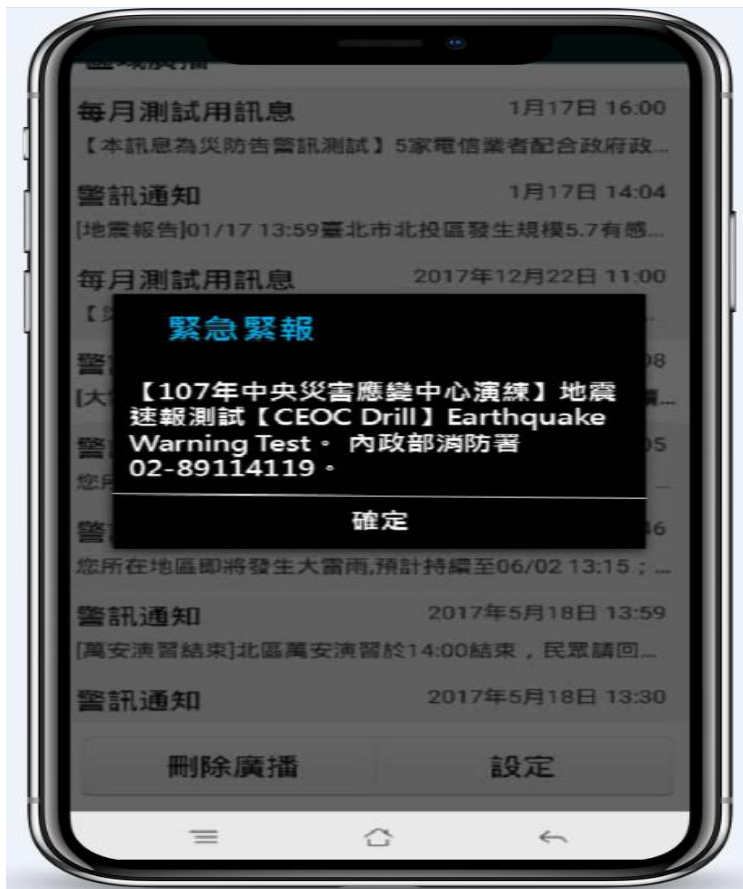 區域廣播
每月測試用訊息 1月17日 16:00
【本訊息為災防告警訊測試】5家電信業者配合政府政...
警訊通知 1月17日 14:04
[地震報告]01/17 13:59臺北市北投區發生規模5.7有感...
每月測試用訊息 2017年12月22日 11:00
緊急緊報
【107年中央災害應變中心演練】地震
速報測試【CEOC Drill】Earthquake
Warning Test。 內政部消防署
02-89114119。
確定
您所在地區即將發生大雷雨,預計持續至06/02 13:15；...
警訊通知 2017年5月18日 13:59
[萬安演習結束]北區萬安演習於14:00結束，民眾請回...
警訊通知 2017年5月18日 13:30
刪除廣播 設定